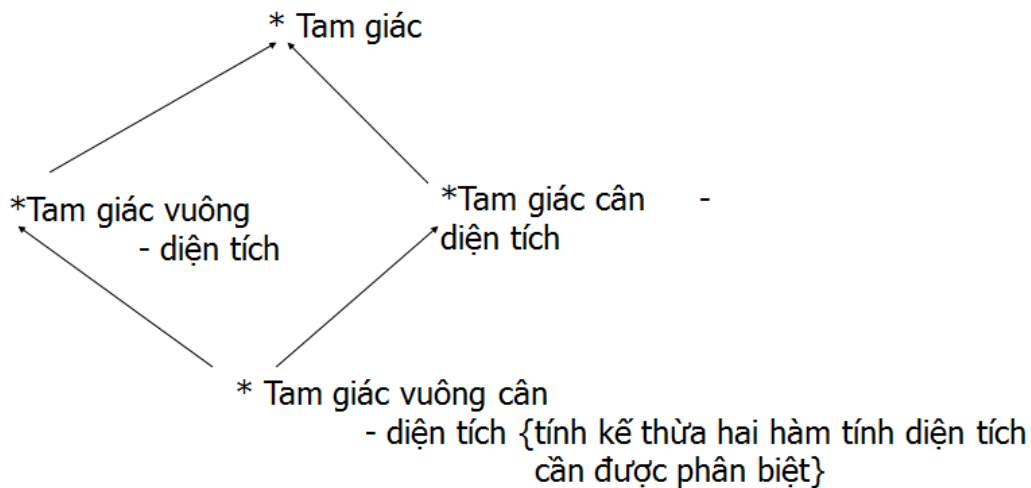 * Tam giác
*Tam giác vuông
- diện tích
*Tam giác cân -
diện tích
* Tam giác vuông cân
- diện tích {tính kế thừa hai hàm tính diện tích
cần được phân biệt}